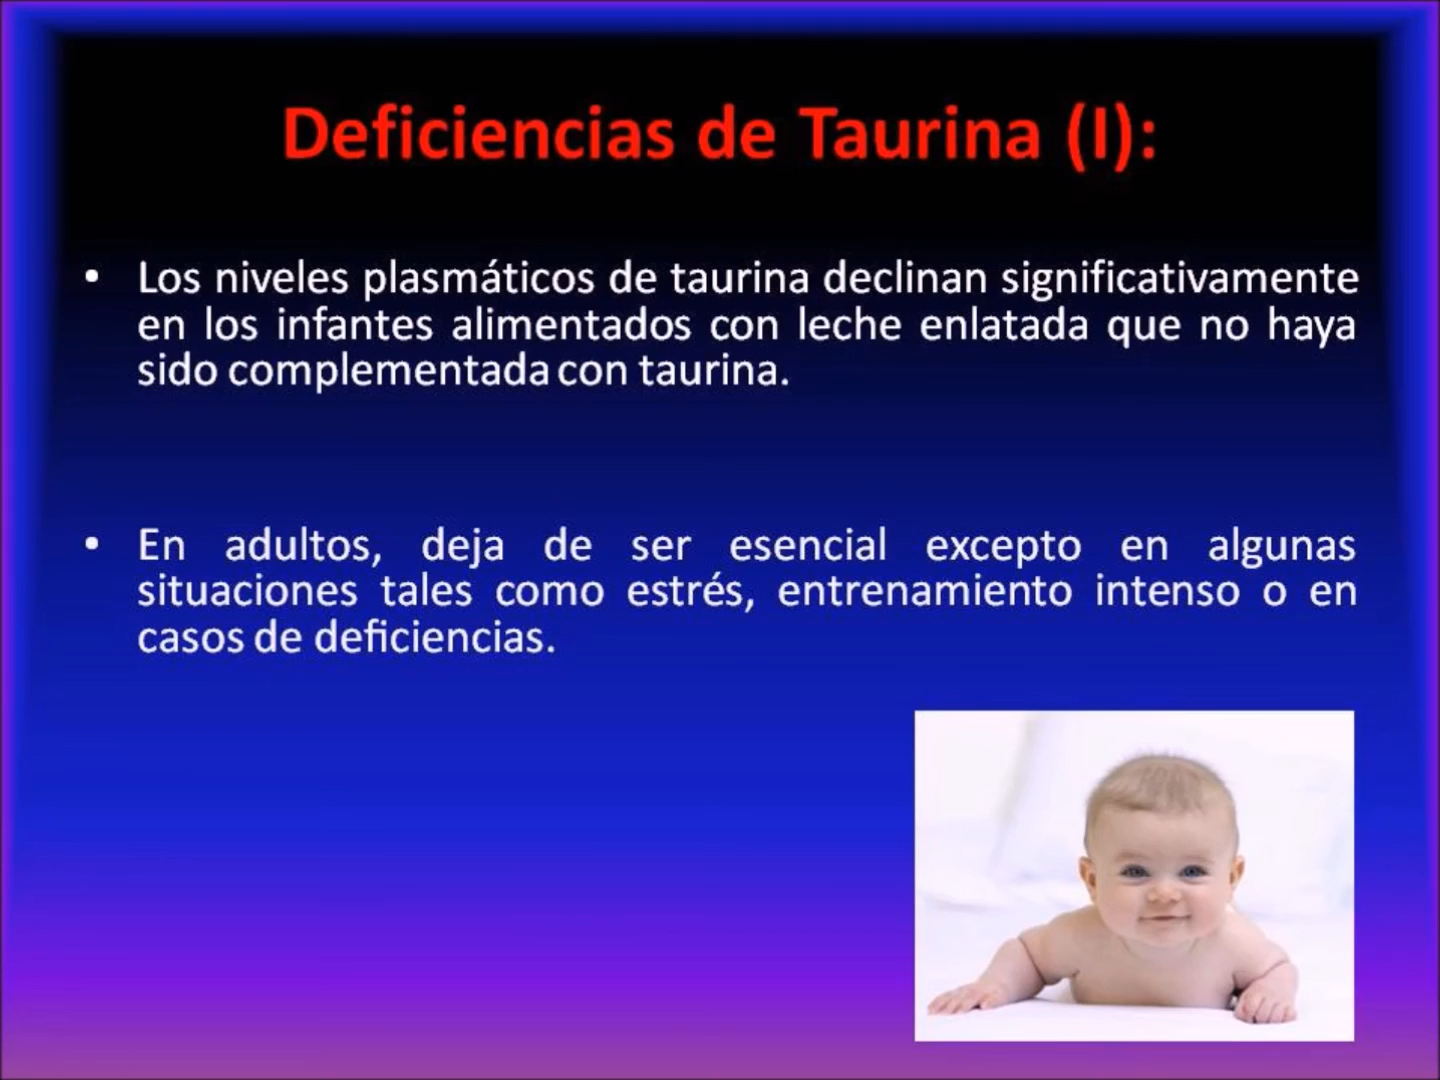 Deficiencias de Taurina (I):
• Los niveles plasmáticos de taurina declinan significativamente
en los infantes alimentados con leche enlatada que no haya
sido complementada con taurina.
• En adultos, deja de ser esencial excepto en algunas
situaciones tales como estrés, entrenamiento intenso o en
casos de deficiencias.